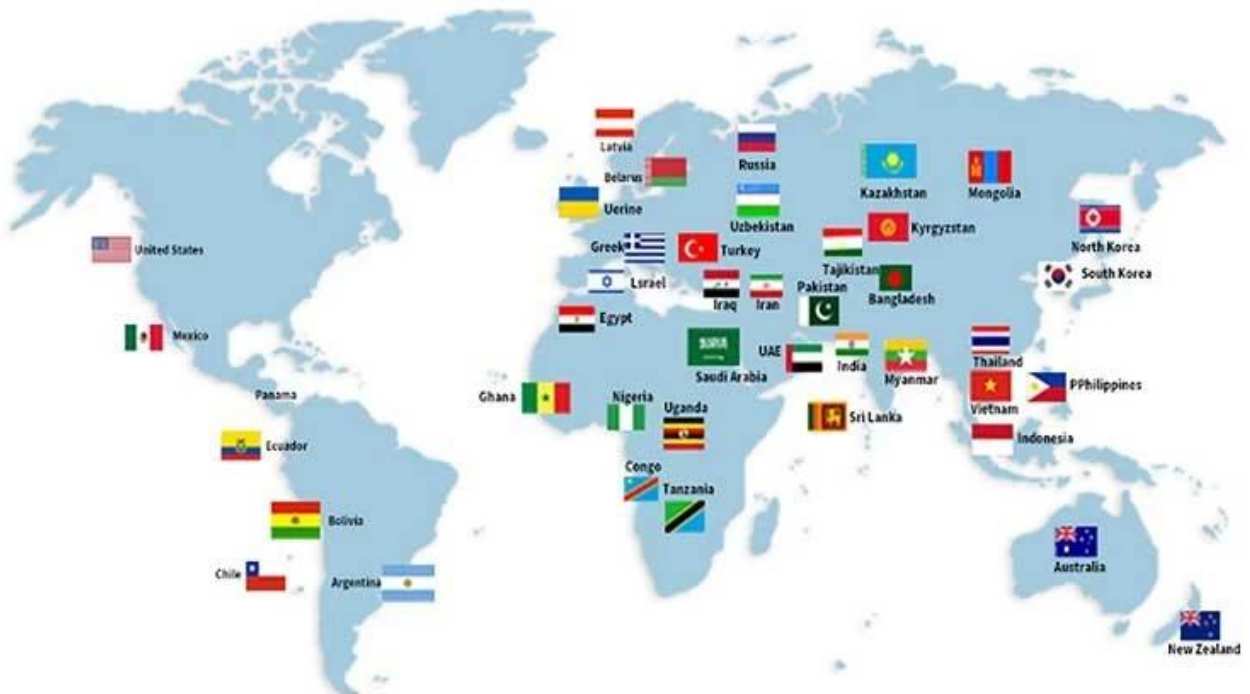 Latvia
Russia
Belarus
Kazakhstan
Mongolia
Uerine
Uzbekistan
Kyrgyzstan
North Korea
United States
Greek
Turkey
Tajikistan
South Korea
Lsrael
Iraq
Iran
Pakistan
Bangladesh
Egypt
Mexico
Saudi Arabia
UAE
India
Myanmar
Thailand
Panama
Ghana
Nigeria
Uganda
Sri Lanka
Vietnam
PPhilippines
Ecuador
Indonesia
Congo
Tanzania
Bolivia
Chile
Argentina
Australia
New Zealand